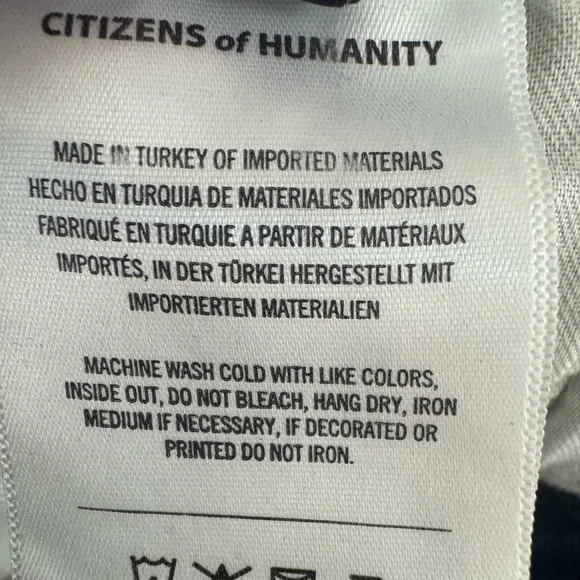 CITIZENS of HUMANITY
MADE IN TURKEY OF IMPORTED MATERIALS
HECHO EN TURQUIA DE MATERIALES IMPORTADOS
FABRIQUÉ EN TURQUIE A PARTIR DE MATÉRIAUX
IMPORTÉS, IN DER TÜRKEI HERGESTELLT MIT
IMPORTIERTEN MATERIALIEN
MACHINE WASH COLD WITH LIKE COLORS,
INSIDE OUT, DO NOT BLEACH, HANG DRY, IRON
MEDIUM IF NECESSARY, IF DECORATED OR
PRINTED DO NOT IRON.